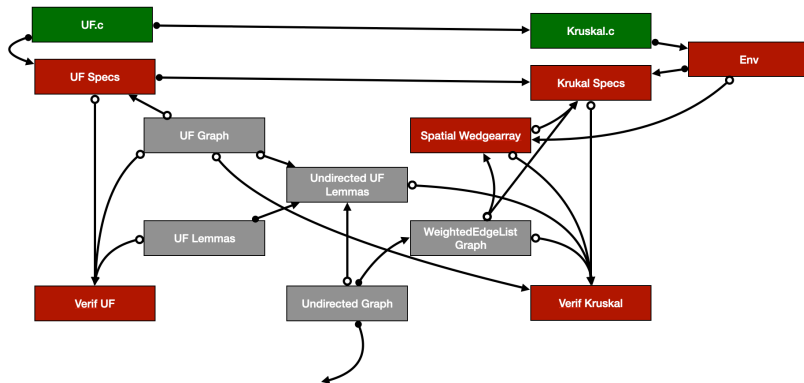 UF.c
Kruskal.c
Env
UF Specs
Krukal Specs
UF Graph
Spatial Wedgearray
Undirected UF
Lemmas
UF Lemmas
WeightedEdgeList
Graph
Verif UF
Undirected Graph
Verif Kruskal